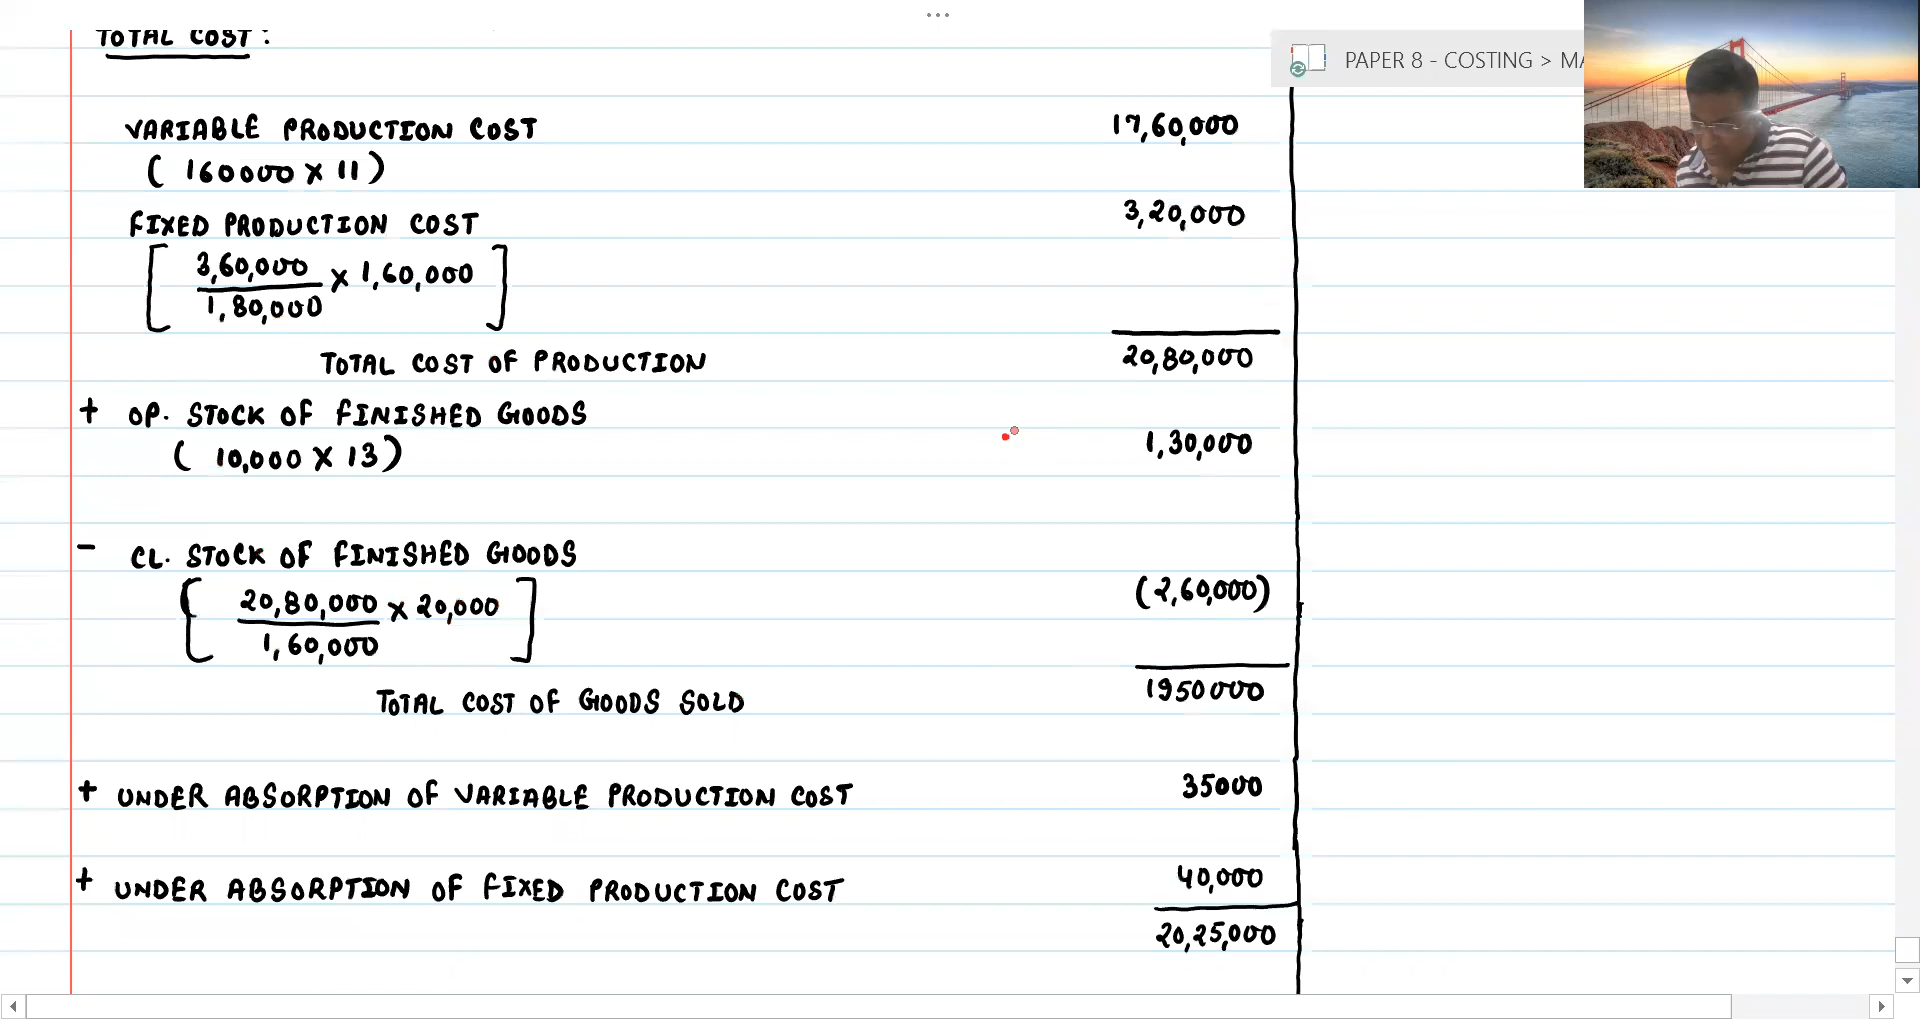 TOTAL COST :
PAPER 8 - COSTING > MA
VARIABLE PRODUCTION COST 17,60,000
( 160000 x 11 )
FIXED PRODUCTION COST 3,20,000
[ 3,60,000 / 1,80,000 x 1,60,000 ]
TOTAL COST OF PRODUCTION 20,80,000
+ OP. STOCK OF FINISHED GOODS
( 10,000 x 13 ) 1,30,000
- CL. STOCK OF FINISHED GOODS
[ 20,80,000 / 1,60,000 x 20,000 ] (2,60,000)
TOTAL COST OF GOODS SOLD 1950000
+ UNDER ABSORPTION OF VARIABLE PRODUCTION COST 35000
+ UNDER ABSORPTION OF FIXED PRODUCTION COST 40,000
20,25,000